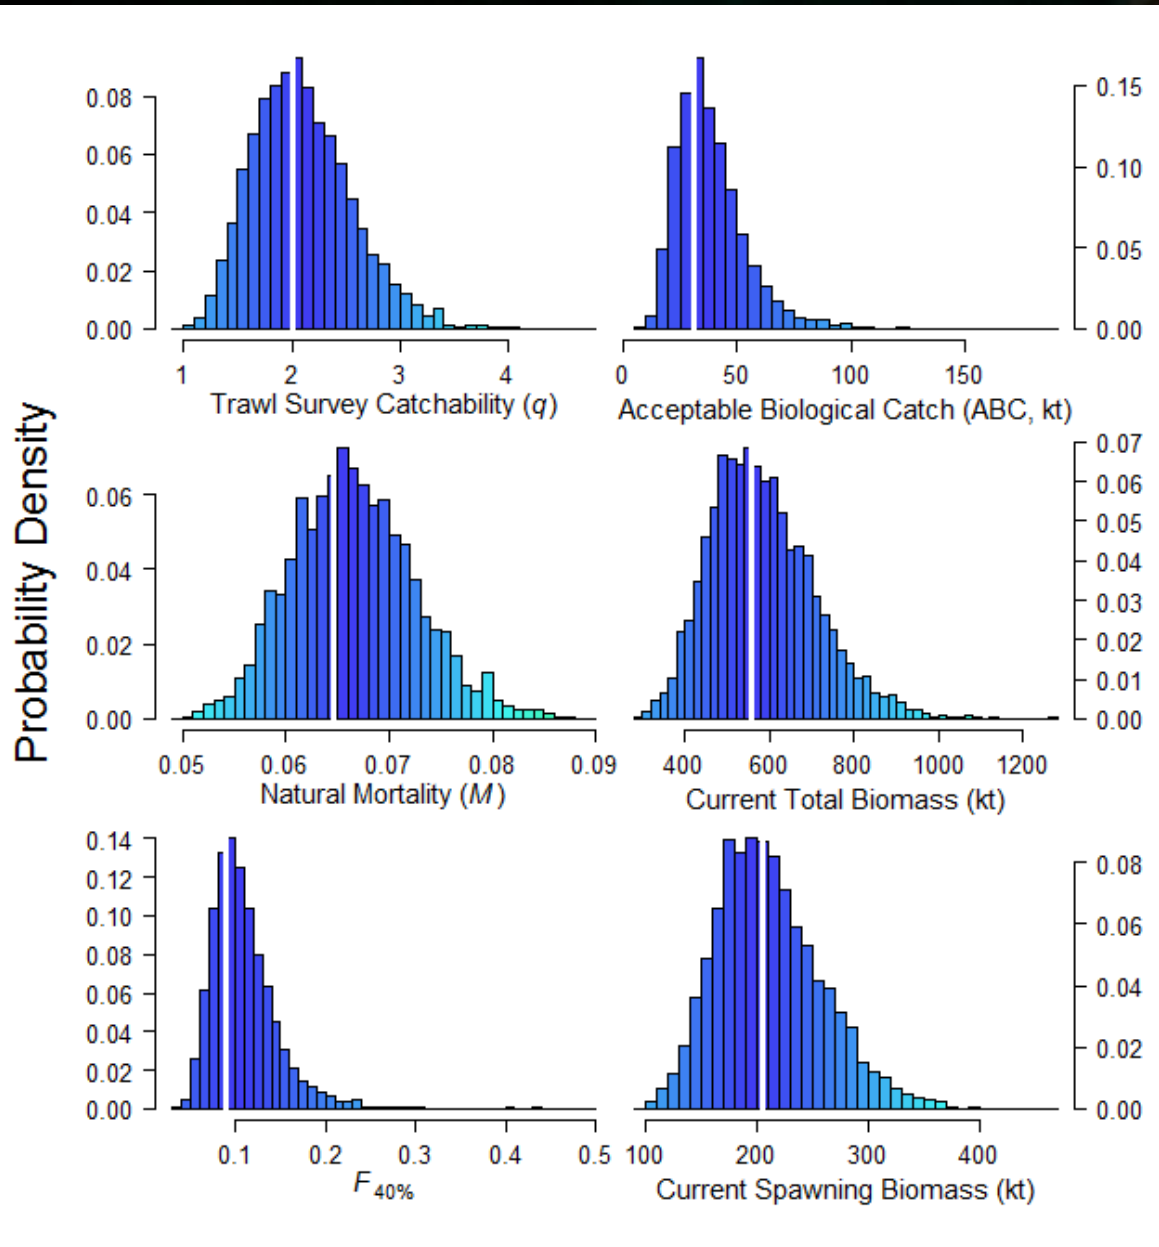 Probability Density
0.08
0.06
0.04
0.02
0.00
1 2 3 4
Trawl Survey Catchability (q)
0.15
0.10
0.05
0.00
0 50 100 150
Acceptable Biological Catch (ABC, kt)
0.06
0.04
0.02
0.00
0.05 0.06 0.07 0.08 0.09
Natural Mortality (M)
0.07
0.06
0.05
0.04
0.03
0.02
0.01
0.00
400 600 800 1000 1200
Current Total Biomass (kt)
0.14
0.12
0.10
0.08
0.06
0.04
0.02
0.00
0.1 0.2 0.3 0.4 0.5
F40%
0.08
0.06
0.04
0.02
0.00
100 200 300 400
Current Spawning Biomass (kt)